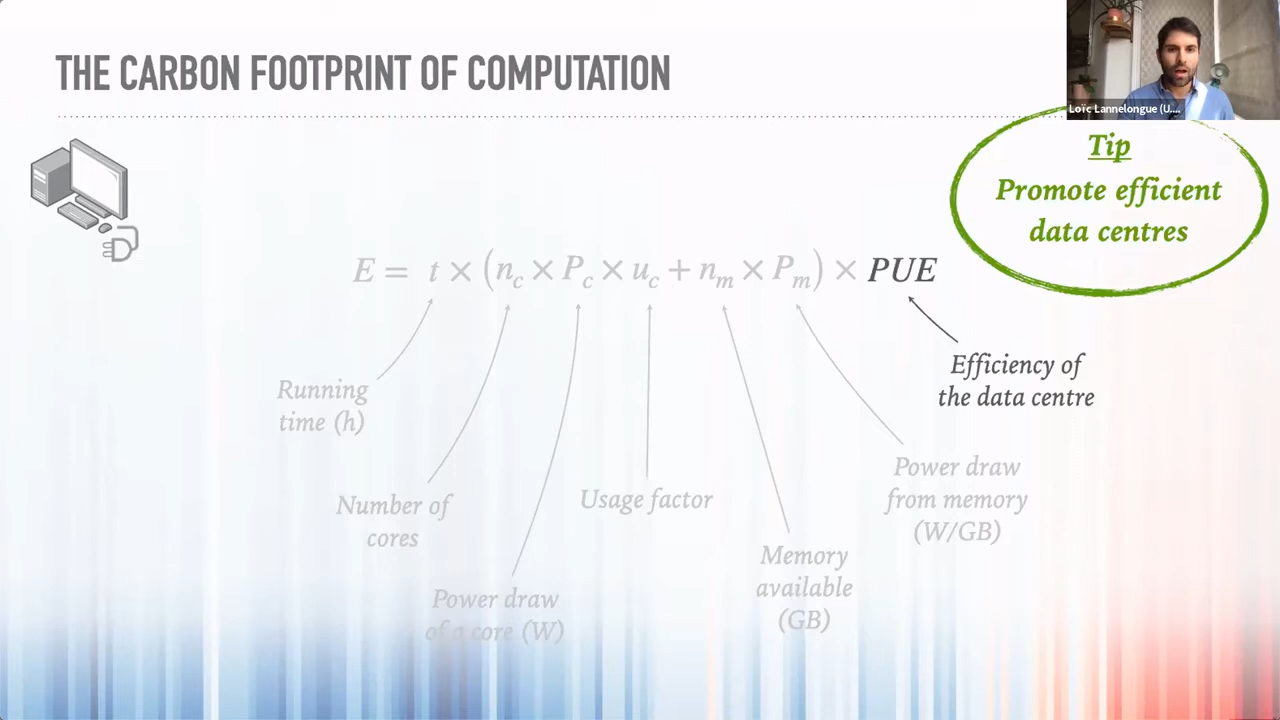 THE CARBON FOOTPRINT OF COMPUTATION
Loïc Lannelongue (U....
Tip
Promote efficient
data centres
E = t × (n_c × P_c × u_c + n_m × P_m) × PUE
Efficiency of
the data centre
Running
time (h)
Power draw
from memory
(W/GB)
Number of
cores
Usage factor
Memory
available
(GB)
Power draw
of a core (W)